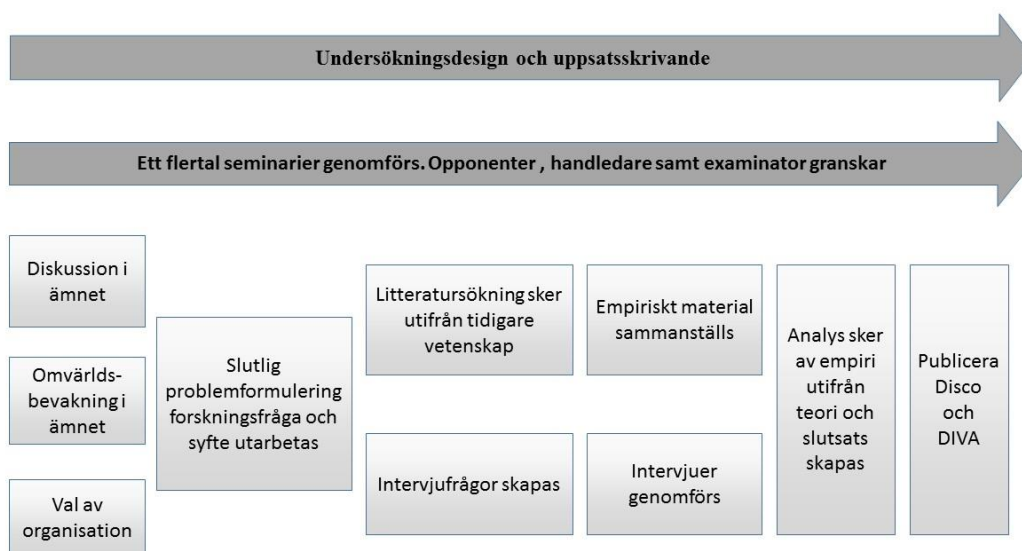 Undersökningsdesign och uppsatsskrivande
Ett flertal seminarier genomförs. Opponenter , handledare samt examinator granskar
Diskussion i
ämnet
Omvärlds-
bevakning i
ämnet
Val av
organisation
Slutlig
problemformulering
forskningsfråga och
syfte utarbetas
Litteratursökning sker
utifrån tidigare
vetenskap
Intervjufrågor skapas
Empiriskt material
sammanställs
Intervjuer
genomförs
Analys sker
av empiri
utifrån
teori och
slutsats
skapas
Publicera
Disco
och
DIVA